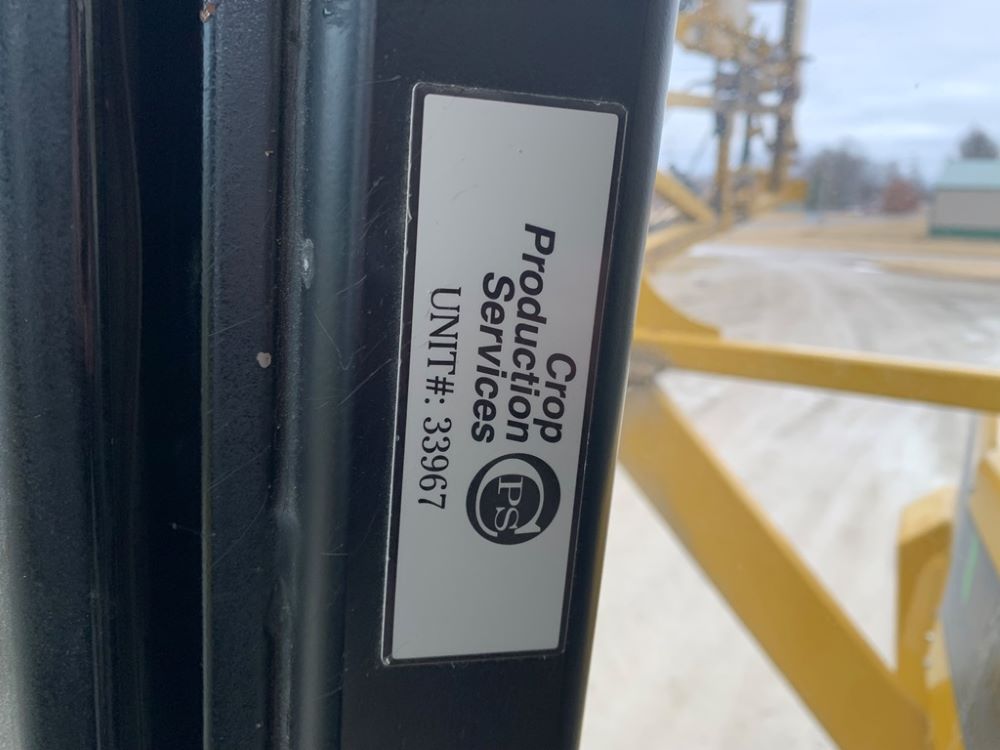 Crop
Production
Services
CPS
UNIT#: 33967